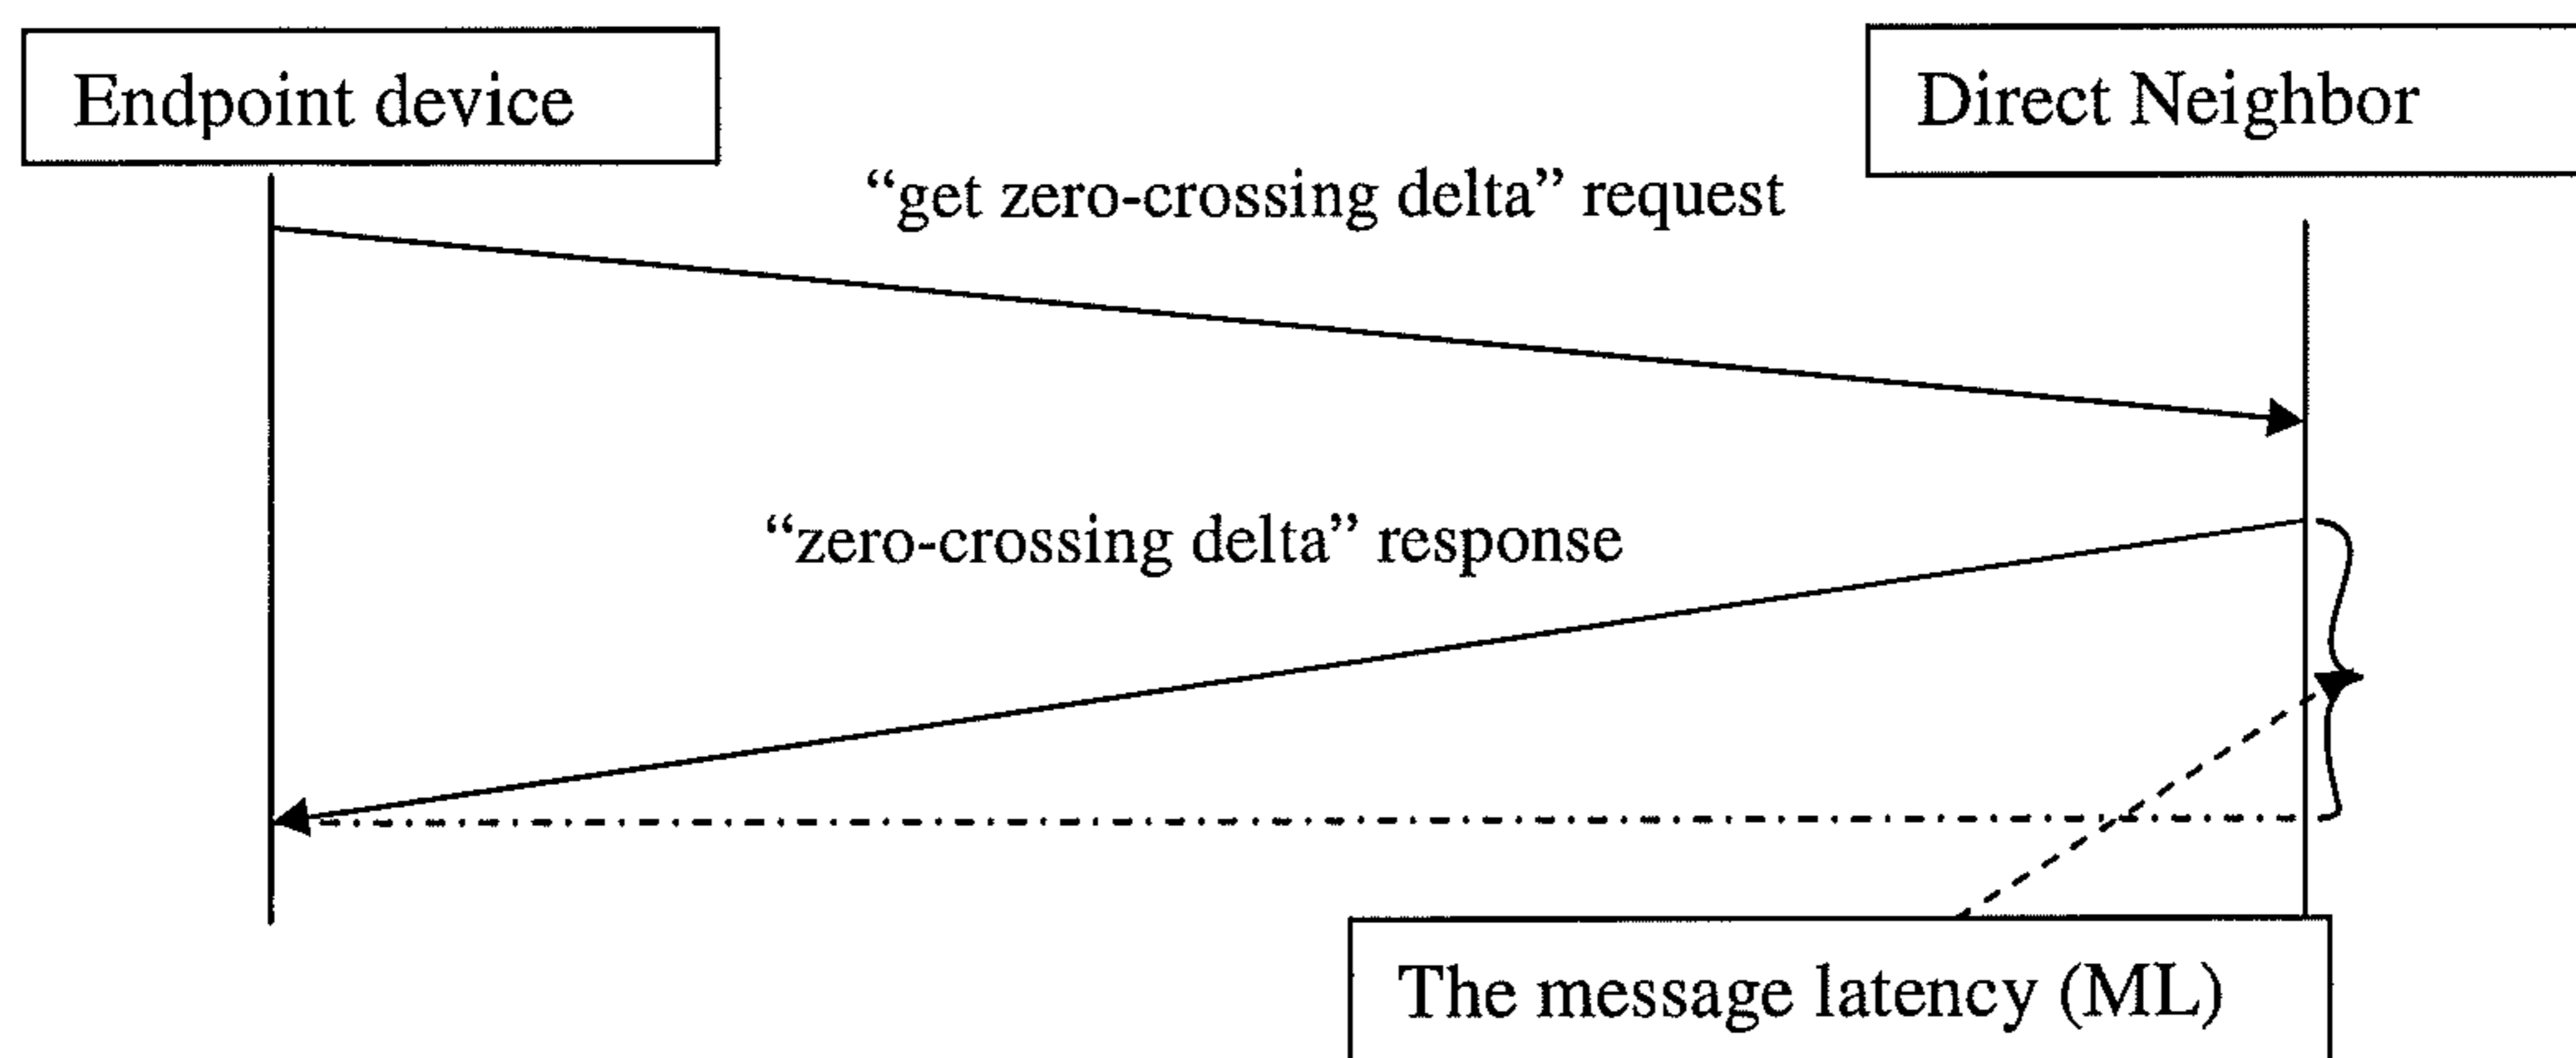 Endpoint device
Direct Neighbor
“get zero-crossing delta” request
“zero-crossing delta” response
The message latency (ML)